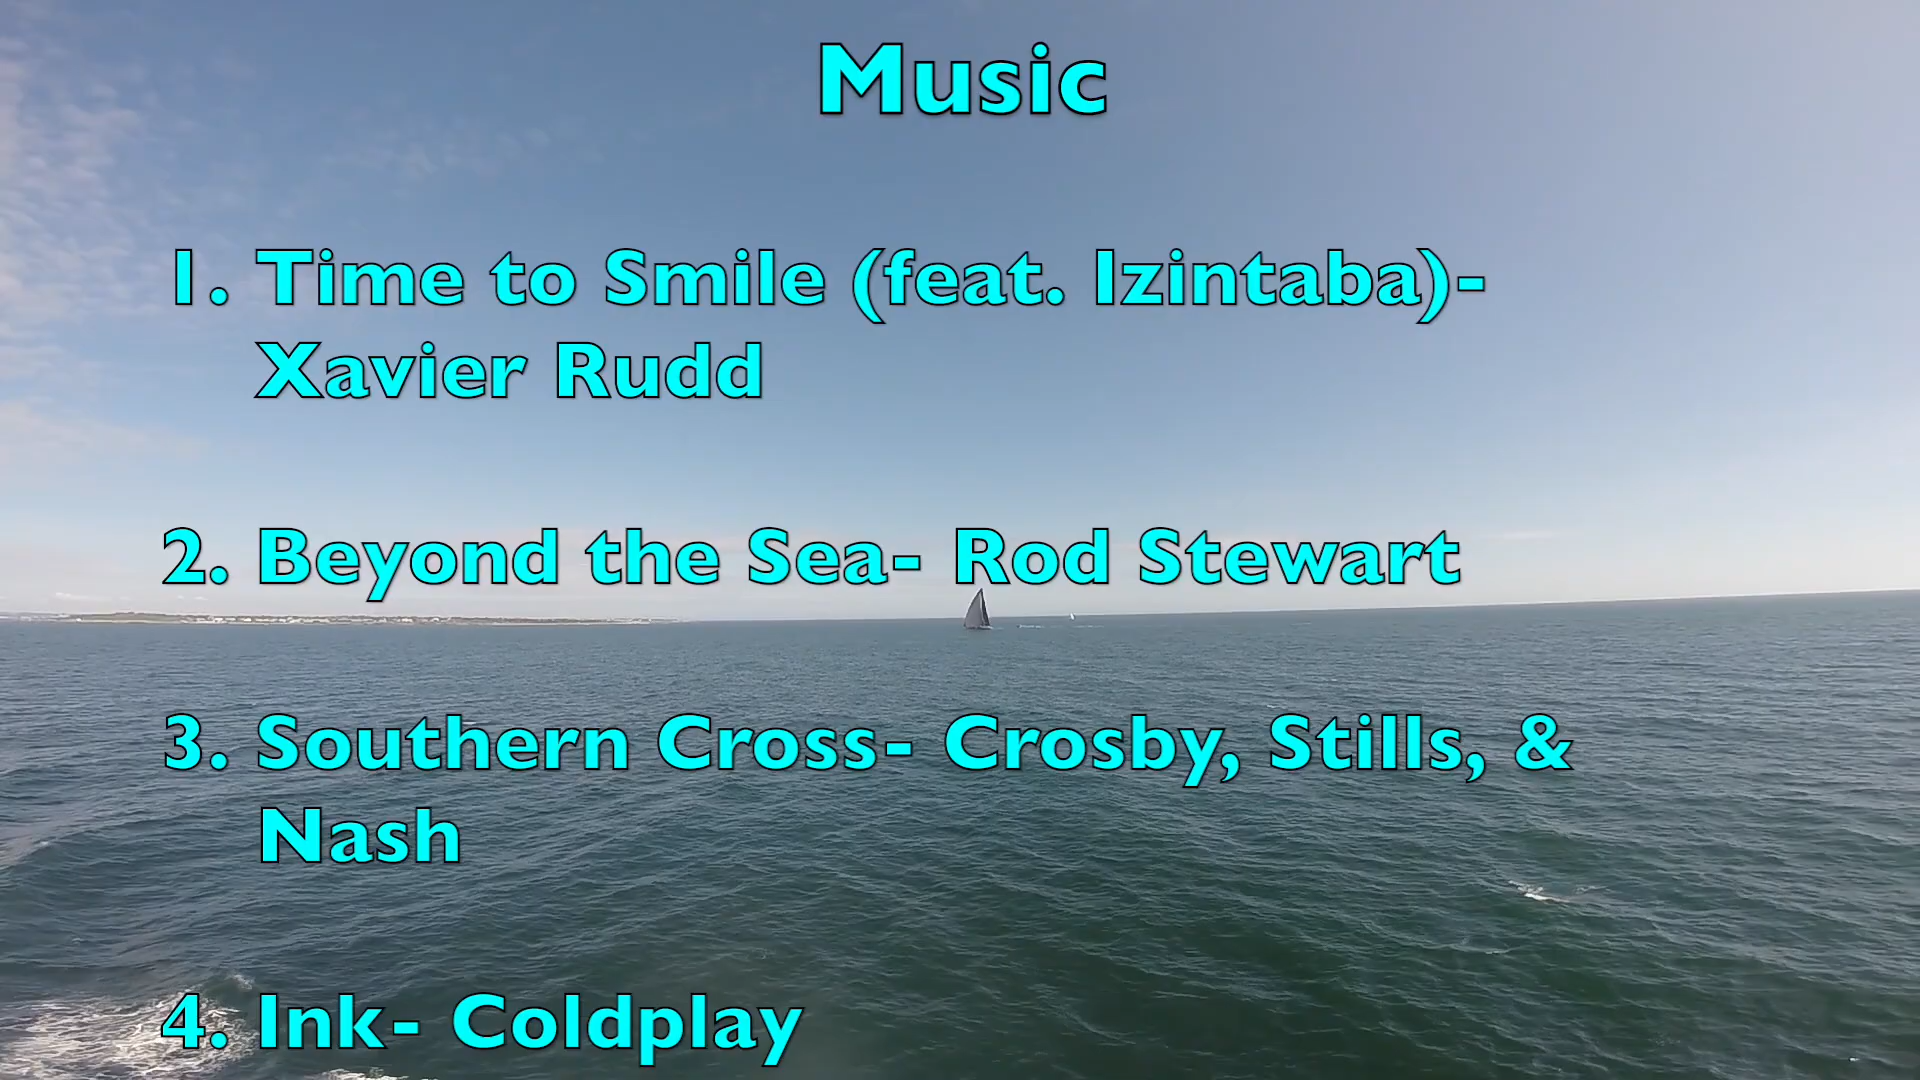 Music
1. Time to Smile (feat. Izintaba)-
Xavier Rudd
2. Beyond the Sea- Rod Stewart
3. Southern Cross- Crosby, Stills, &
Nash
4. Ink- Coldplay